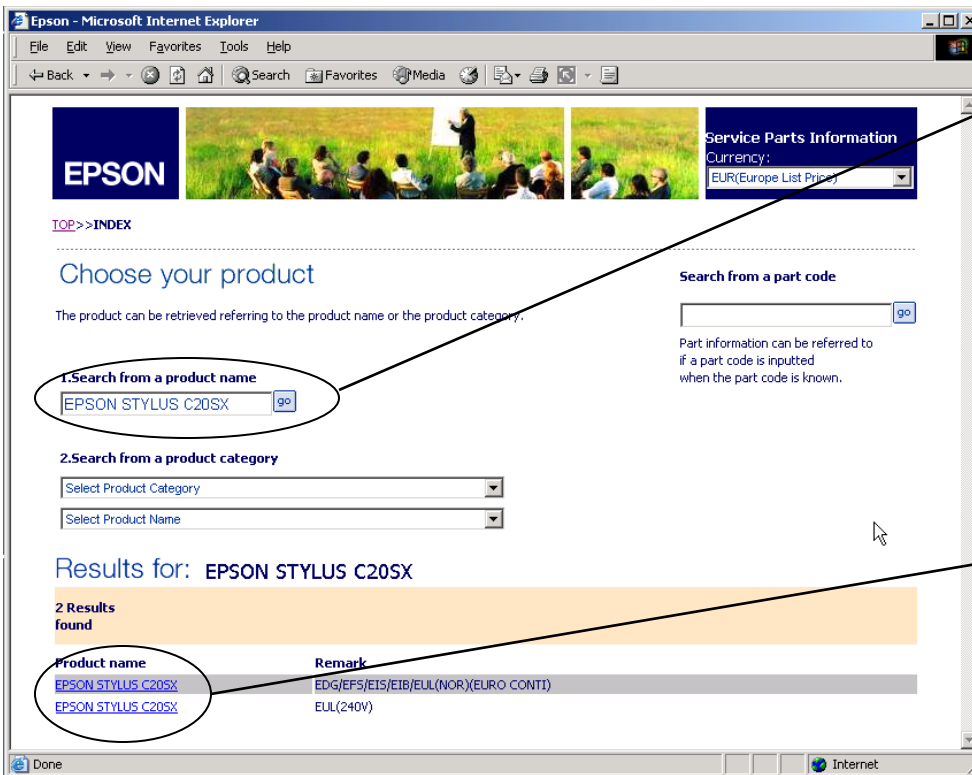 Epson - Microsoft Internet Explorer
File Edit View Favorites Tools Help
Back Search Favorites Media
EPSON
Service Parts Information
Currency:
EUR(Europe List Price)
TOP>>INDEX
Choose your product
The product can be retrieved referring to the product name or the product category.
1.Search from a product name
EPSON STYLUS C20SX go
2.Search from a product category
Select Product Category
Select Product Name
Search from a part code
go
Part information can be referred to
if a part code is inputted
when the part code is known.
Results for: EPSON STYLUS C20SX
2 Results
found
Product name Remark
EPSON STYLUS C20SX EDG/EFS/EIS/EIB/EUL(NOR)(EURO CONTI)
EPSON STYLUS C20SX EUL(240V)
Done Internet